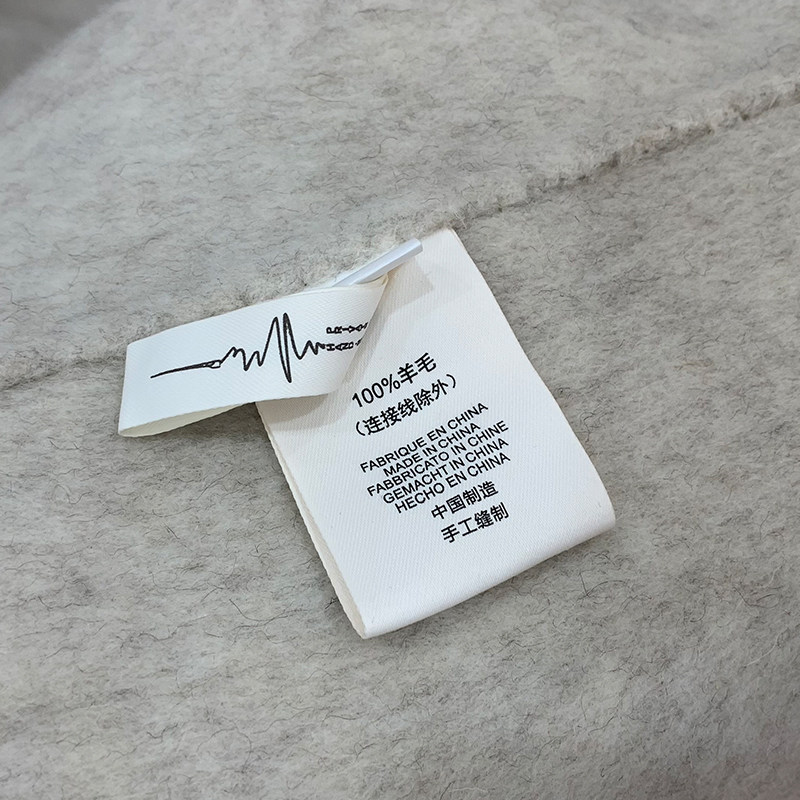 100%羊毛
（连接线除外）
FABRIQUE EN CHINA
MADE IN CHINA
FABBRICATO IN CHINE
GEMACHT IN CHINA
HECHO EN CHINA
中国制造
手工缝制